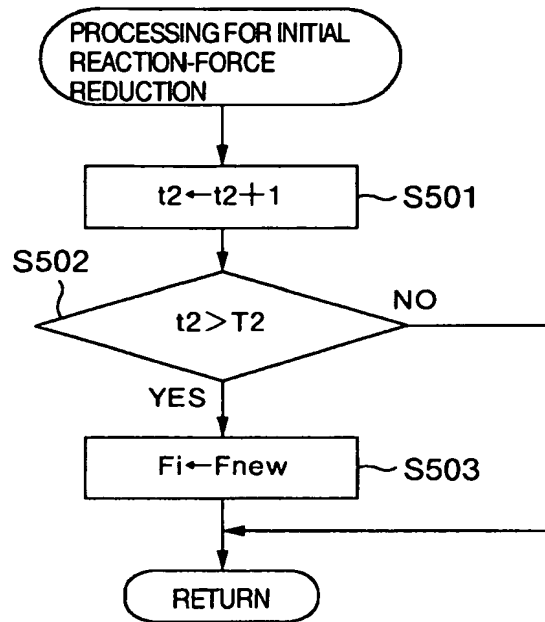 PROCESSING FOR INITIAL
REACTION-FORCE
REDUCTION
t2←t2+1
S501
S502
t2>T2
NO
YES
Fi←Fnew
S503
RETURN